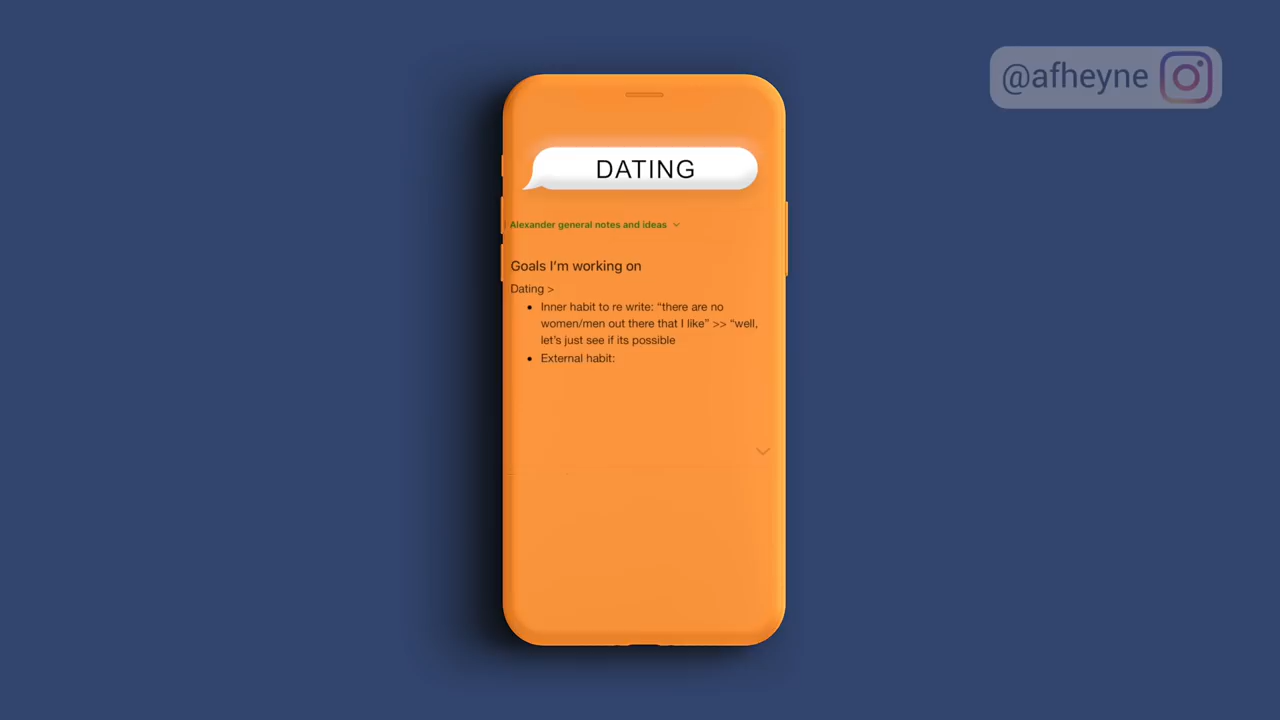 @afheyne
DATING
Alexander general notes and ideas
Goals I’m working on
Dating >
• Inner habit to re write: “there are no
women/men out there that I like” >> “well,
let’s just see if its possible
• External habit: